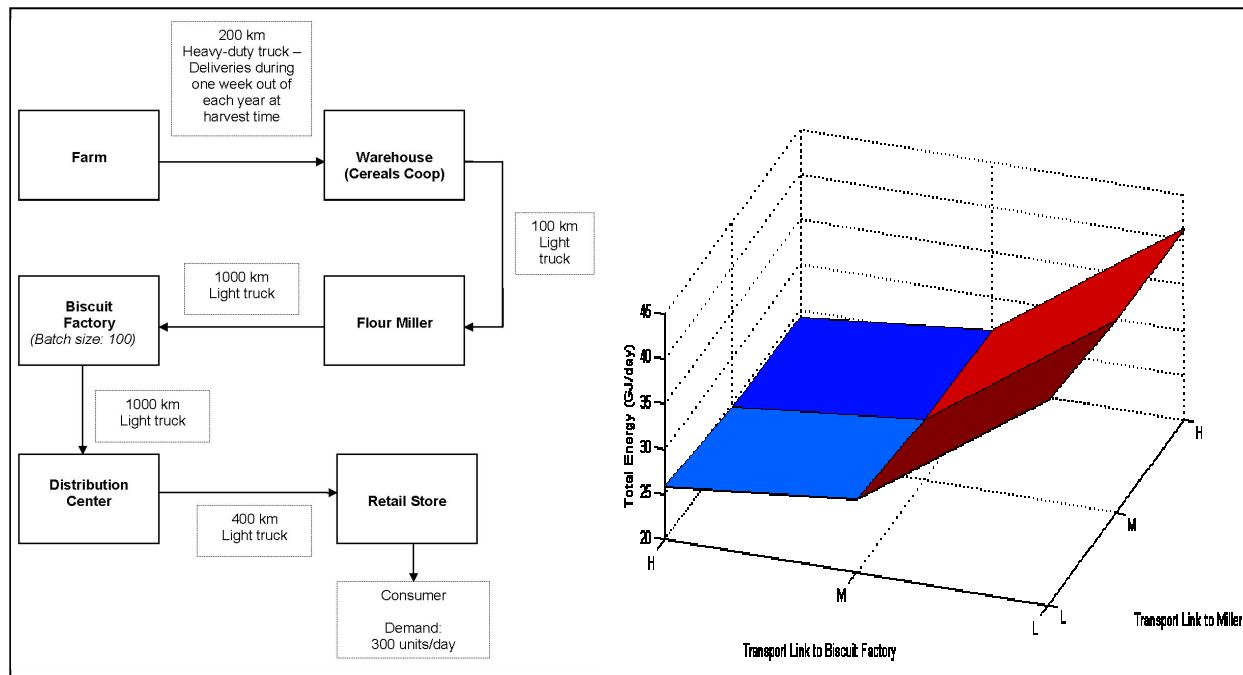 200 km
Heavy-duty truck –
Deliveries during
one week out of
each year at
harvest time
Farm
Warehouse
(Cereals Coop)
100 km
Light
truck
1000 km
Light truck
Biscuit
Factory
(Batch size: 100)
Flour Miller
1000 km
Light truck
Distribution
Center
Retail Store
400 km
Light truck
Consumer
Demand:
300 units/day
45
40
35
30
25
20
Total Energy (GJ/day)
H
M
L
Transport Link to Biscuit Factory
L
M
H
Transport Link to Miller